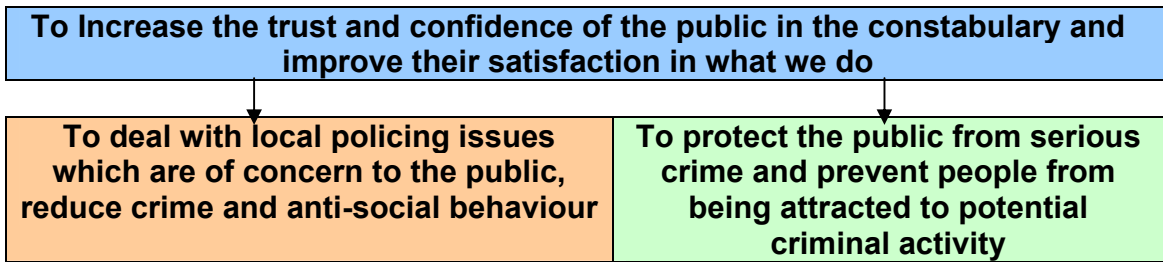 To Increase the trust and confidence of the public in the constabulary and
improve their satisfaction in what we do
To deal with local policing issues
which are of concern to the public,
reduce crime and anti-social behaviour
To protect the public from serious
crime and prevent people from
being attracted to potential
criminal activity